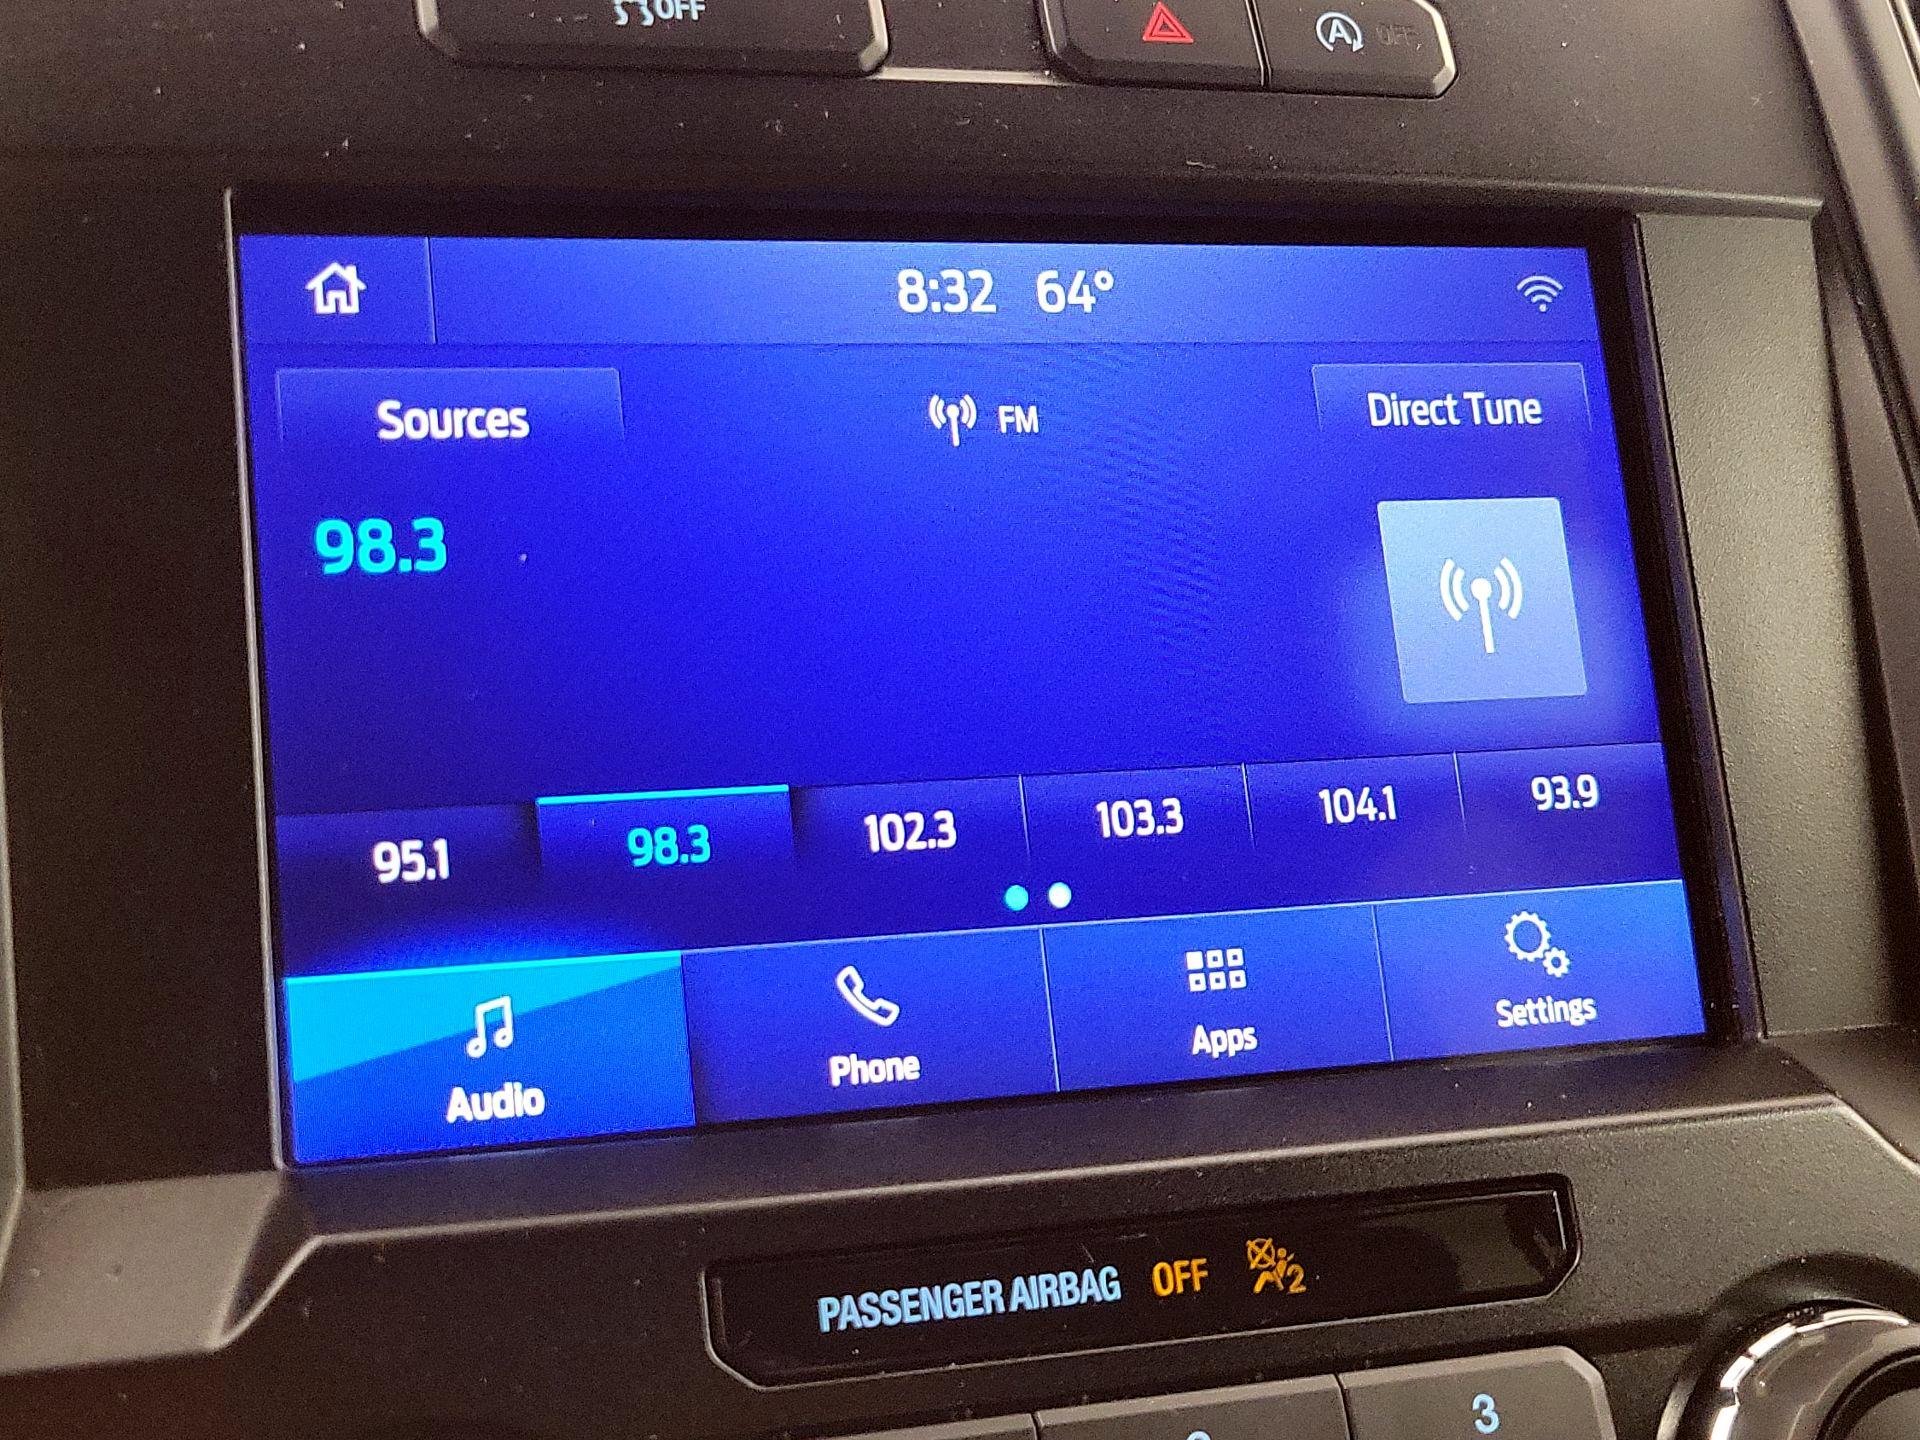 OFF
A OFF
8:32 64°
Sources FM Direct Tune
98.3
95.1 98.3 102.3 103.3 104.1 93.9
Audio Phone Apps Settings
PASSENGER AIRBAG OFF 2
3